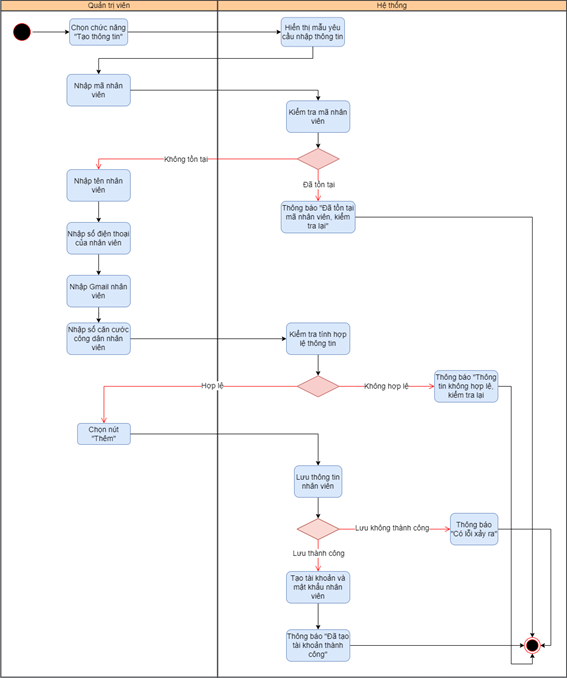 Quản trị viên
Hệ thống
Chọn chức năng
"Tạo thông tin"
Hiển thị mẫu yêu
cầu nhập thông tin
Nhập mã nhân
viên
Kiểm tra mã nhân
viên
Không tồn tại
Đã tồn tại
Nhập tên nhân
viên
Thông báo "Đã tồn tại
mã nhân viên, kiểm
tra lại"
Nhập số điện thoại
của nhân viên
Nhập Gmail nhân
viên
Nhập số căn cước
công dân nhân
viên
Kiểm tra tính hợp
lệ thông tin
Hợp lệ
Không hợp lệ
Thông báo "Thông
tin không hợp lệ,
kiểm tra lại
Chọn nút
"Thêm"
Lưu thông tin
nhân viên
Lưu không thành công
Thông báo
"Có lỗi xảy ra"
Lưu thành công
Tạo tài khoản và
mật khẩu nhân
viên
Thông báo "Đã tạo
tài khoản thành
công"